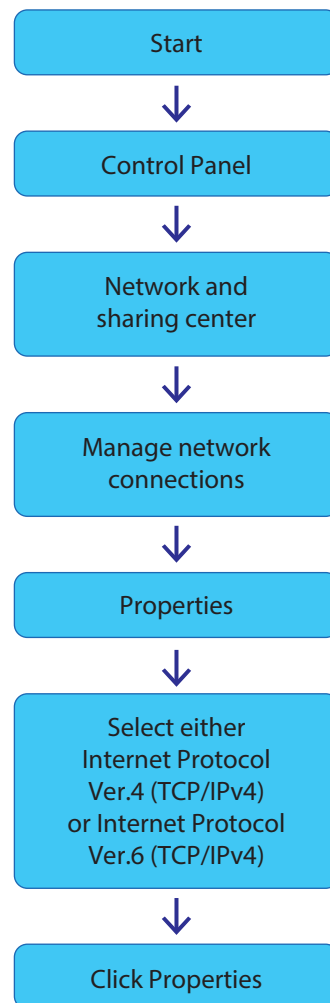 Start
Control Panel
Network and
sharing center
Manage network
connections
Properties
Select either
Internet Protocol
Ver.4 (TCP/IPv4)
or Internet Protocol
Ver.6 (TCP/IPv4)
Click Properties